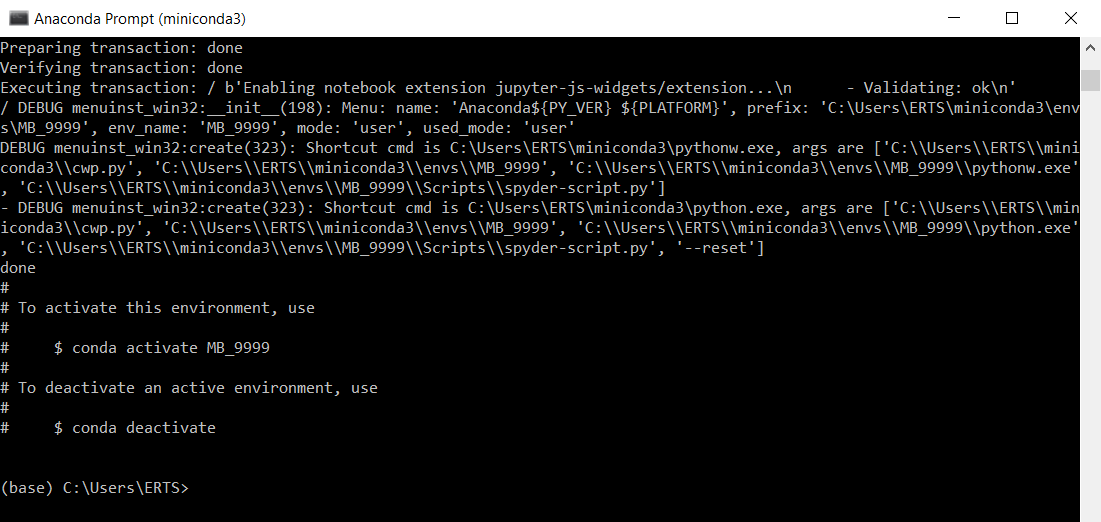 Anaconda Prompt (miniconda3)
Preparing transaction: done
Verifying transaction: done
Executing transaction: / b'Enabling notebook extension jupyter-js-widgets/extension...\n      - Validating: ok\n'
/ DEBUG menuinst_win32:__init__(198): Menu: name: 'Anaconda${PY_VER} ${PLATFORM}', prefix: 'C:\Users\ERTS\miniconda3\env
s\MB_9999', env_name: 'MB_9999', mode: 'user', used_mode: 'user'
DEBUG menuinst_win32:create(323): Shortcut cmd is C:\Users\ERTS\miniconda3\pythonw.exe, args are ['C:\\Users\\ERTS\\mini
conda3\\cwp.py', 'C:\\Users\\ERTS\\miniconda3\\envs\\MB_9999', 'C:\\Users\\ERTS\\miniconda3\\envs\\MB_9999\\pythonw.exe'
, 'C:\\Users\\ERTS\\miniconda3\\envs\\MB_9999\\Scripts\\spyder-script.py']
- DEBUG menuinst_win32:create(323): Shortcut cmd is C:\Users\ERTS\miniconda3\python.exe, args are ['C:\\Users\\ERTS\\min
iconda3\\cwp.py', 'C:\\Users\\ERTS\\miniconda3\\envs\\MB_9999', 'C:\\Users\\ERTS\\miniconda3\\envs\\MB_9999\\python.exe'
, 'C:\\Users\\ERTS\\miniconda3\\envs\\MB_9999\\Scripts\\spyder-script.py', '--reset']
done
#
# To activate this environment, use
#
#     $ conda activate MB_9999
#
# To deactivate an active environment, use
#
#     $ conda deactivate
(base) C:\Users\ERTS>